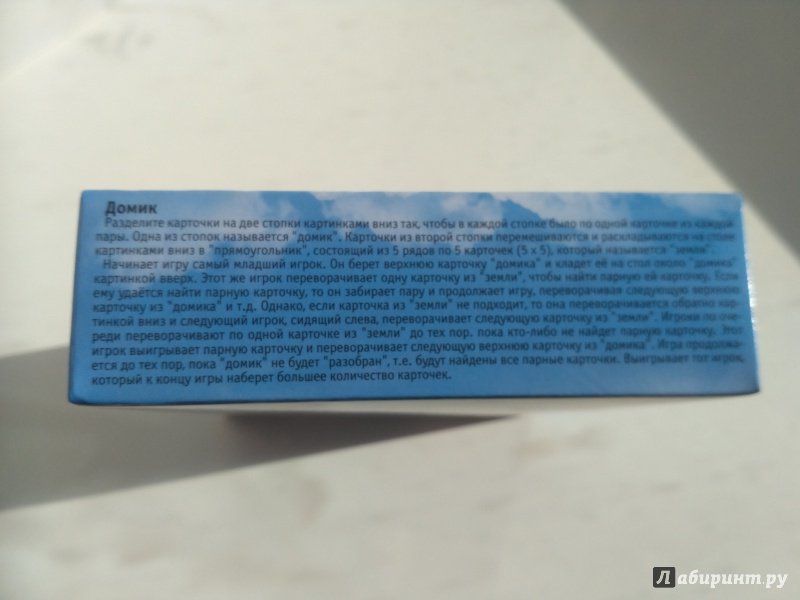 Домик
Разделите карточки на две стопки картинками вниз так, чтобы в каждой стопке было по одной карточке из каждой
пары. Одна из стопок называется "домик". Карточки из второй стопки перемешиваются и раскладываются на столе
картинками вниз в "прямоугольник", состоящий из 5 рядов по 5 карточек (5 x 5), который называется "земля".
Начинает игру самый младший игрок. Он берет верхнюю карточку "домика" и кладет её на стол около "домика"
картинкой вверх. Этот же игрок переворачивает одну карточку из "земли", чтобы найти парную ей карточку. Если
ему удаётся найти парную карточку, то он забирает пару и продолжает игру, переворачивая следующую верхнюю
карточку из "домика" и т.д. Однако, если карточка из "земли" не подходит, то она переворачивается обратно кар-
тинкой вниз и следующий игрок, сидящий слева, переворачивает следующую карточку из "земли". Игроки по оче-
реди переворачивают по одной карточке из "земли" до тех пор. пока кто-либо не найдет парную карточку. Этот
игрок выигрывает парную карточку и переворачивает следующую верхнюю карточку из "домика". Игра продолжа-
ется до тех пор, пока "домик" не будет "разобран", т.е. будут найдены все парные карточки. Выигрывает тот игрок,
который к концу игры наберет большее количество карточек.
Лабиринт.ру